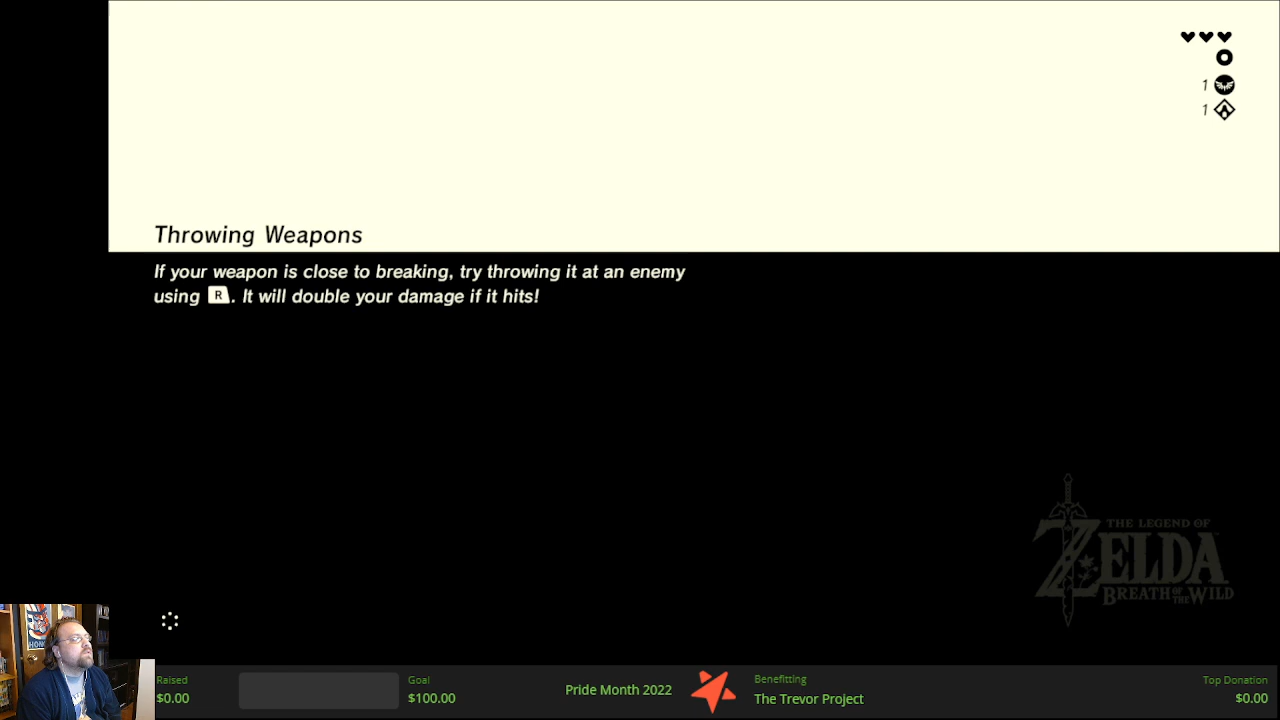 1
1
Throwing Weapons
If your weapon is close to breaking, try throwing it at an enemy
using R. It will double your damage if it hits!
THE LEGEND OF
ZELDA
BREATH OF THE WILD
HONG
Raised
$0.00
Goal
$100.00
Pride Month 2022
Benefitting
The Trevor Project
Top Donation
$0.00